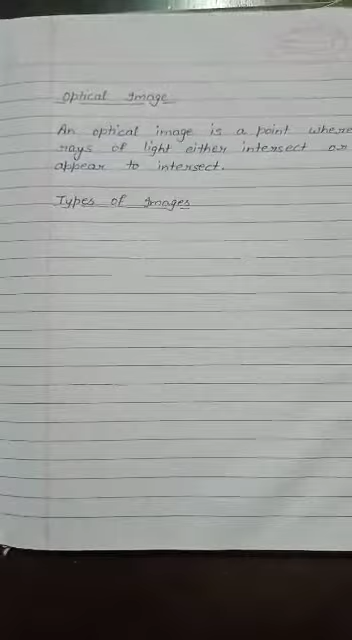 Optical Image
An optical image is a point where
rays of light either intersect or
appear to intersect.
Types of Images